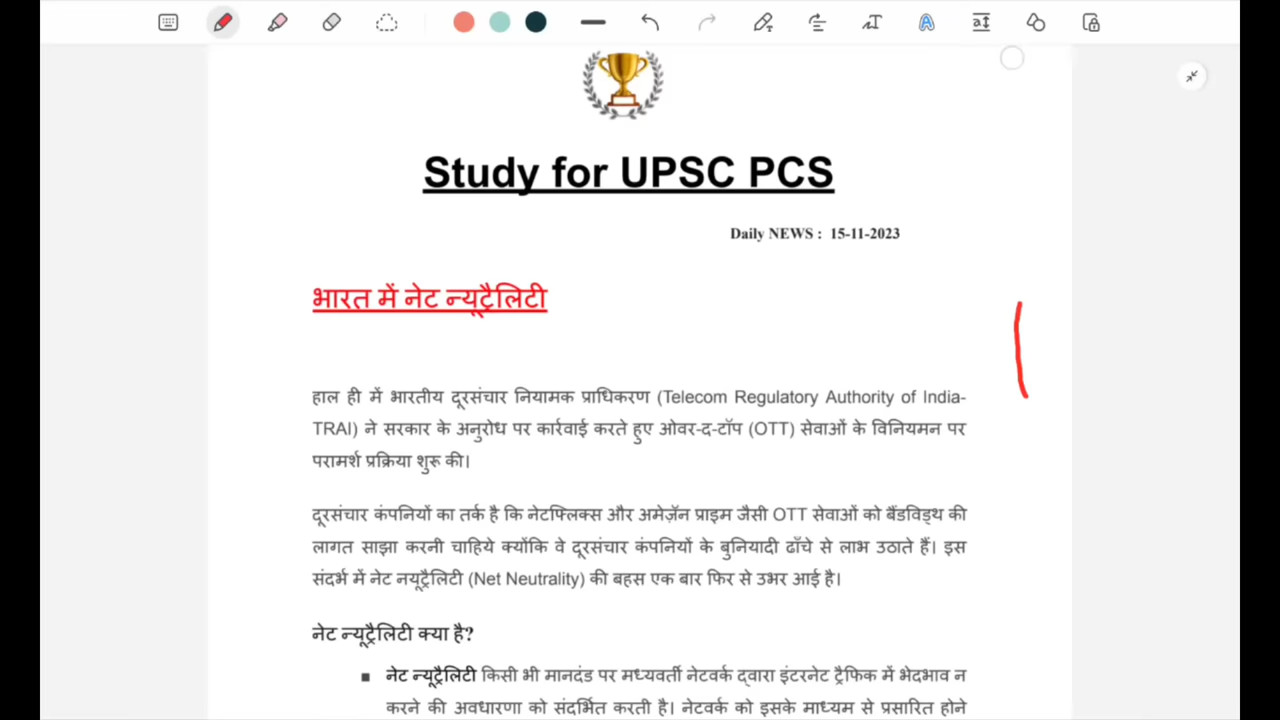 Study for UPSC PCS
Daily NEWS : 15-11-2023
भारत में नेट न्यूट्रैलिटी
हाल ही में भारतीय दूरसंचार नियामक प्राधिकरण (Telecom Regulatory Authority of India-
TRAI) ने सरकार के अनुरोध पर कार्रवाई करते हुए ओवर-द-टॉप (OTT) सेवाओं के विनियमन पर
परामर्श प्रक्रिया शुरू की।
दूरसंचार कंपनियों का तर्क है कि नेटफ्लिक्स और अमेज़ॅन प्राइम जैसी OTT सेवाओं को बैंडविड्थ की
लागत साझा करनी चाहिये क्योंकि वे दूरसंचार कंपनियों के बुनियादी ढाँचे से लाभ उठाते हैं। इस
संदर्भ में नेट नयूट्रैलिटी (Net Neutrality) की बहस एक बार फिर से उभर आई है।
नेट न्यूट्रैलिटी क्या है?
■ नेट न्यूट्रैलिटी किसी भी मानदंड पर मध्यवर्ती नेटवर्क द्वारा इंटरनेट ट्रैफिक में भेदभाव न
करने की अवधारणा को संदर्भित करती है। नेटवर्क को इसके माध्यम से प्रसारित होने